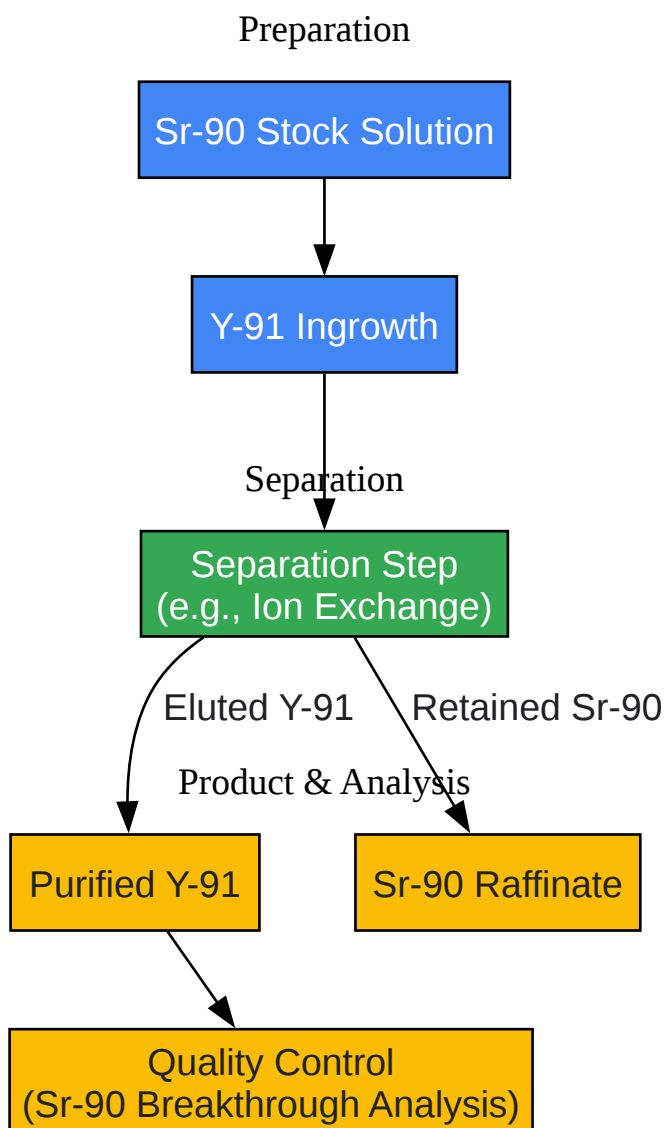 Preparation
Sr-90 Stock Solution
Y-91 Ingrowth
Separation
Separation Step
(e.g., Ion Exchange)
Eluted Y-91
Retained Sr-90
Product & Analysis
Purified Y-91
Sr-90 Raffinate
Quality Control
(Sr-90 Breakthrough Analysis)